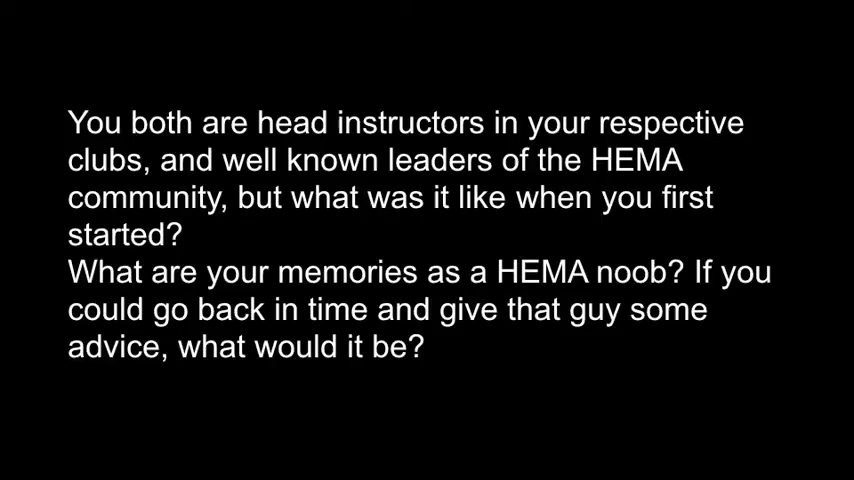 You both are head instructors in your respective
clubs, and well known leaders of the HEMA
community, but what was it like when you first
started?
What are your memories as a HEMA noob? If you
could go back in time and give that guy some
advice, what would it be?